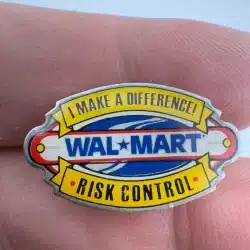 I MAKE A DIFFERENCE!
WAL★MART
• RISK CONTROL •